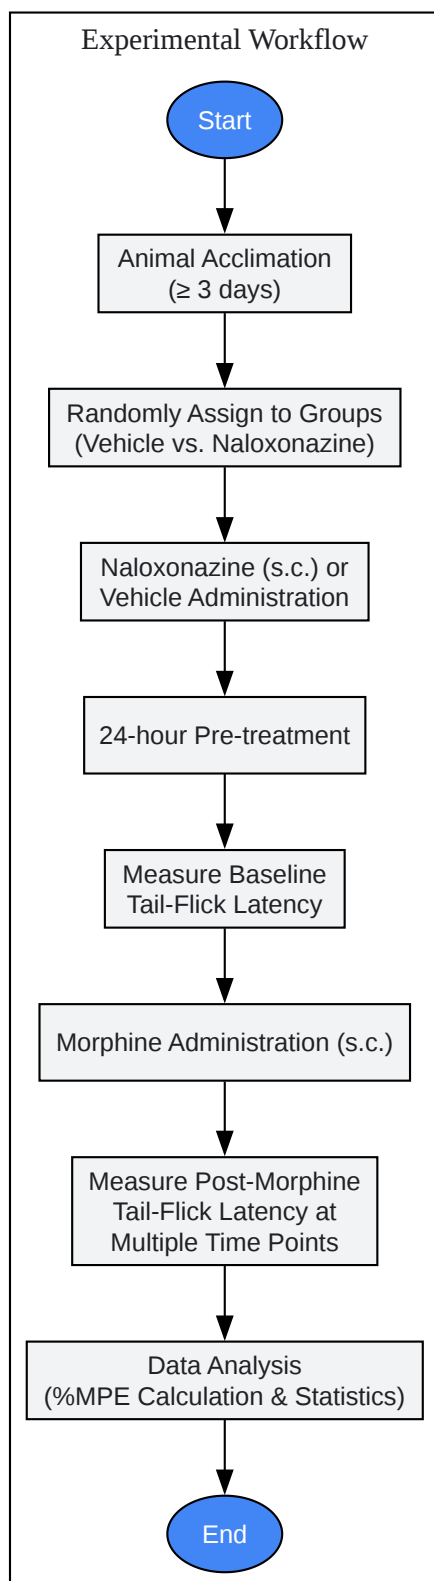 Experimental Workflow
Start
Animal Acclimation
(≥ 3 days)
Randomly Assign to Groups
(Vehicle vs. Naloxonazine)
Naloxonazine (s.c.) or
Vehicle Administration
24-hour Pre-treatment
Measure Baseline
Tail-Flick Latency
Morphine Administration (s.c.)
Measure Post-Morphine
Tail-Flick Latency at
Multiple Time Points
Data Analysis
(%MPE Calculation & Statistics)
End